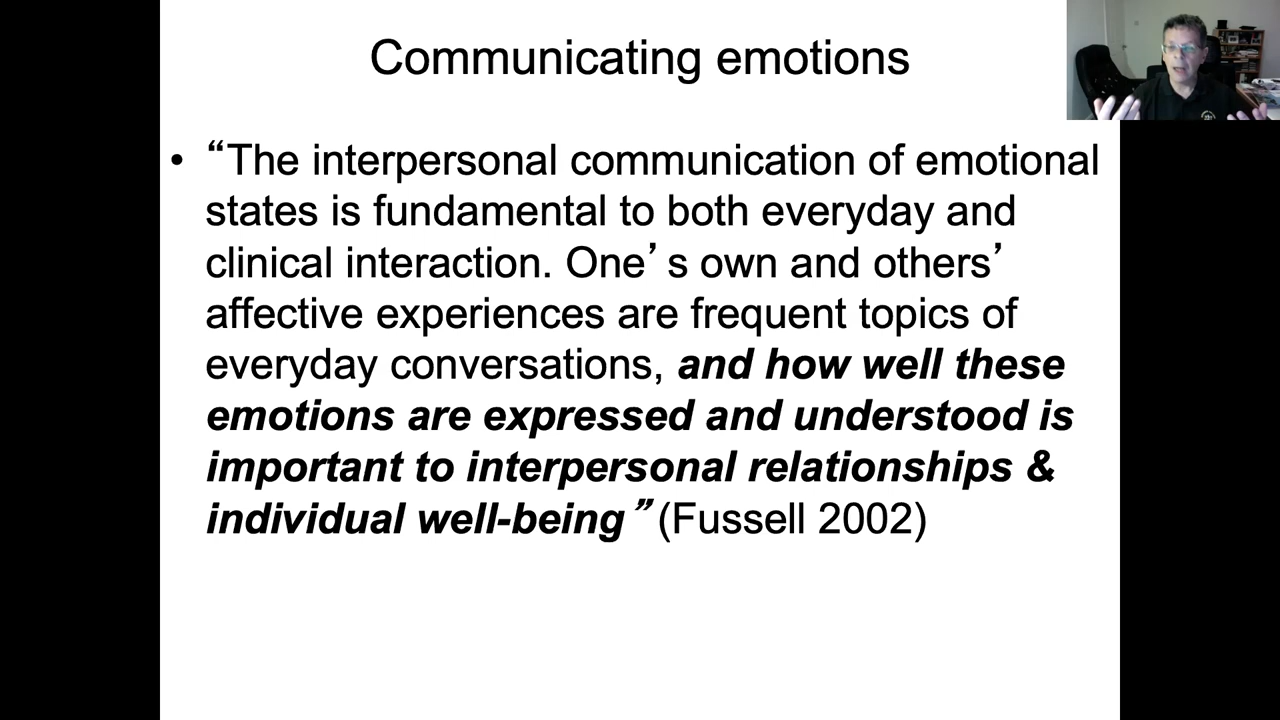 Communicating emotions
• “The interpersonal communication of emotional
states is fundamental to both everyday and
clinical interaction. One’ s own and others’
affective experiences are frequent topics of
everyday conversations, and how well these
emotions are expressed and understood is
important to interpersonal relationships &
individual well-being” (Fussell 2002)